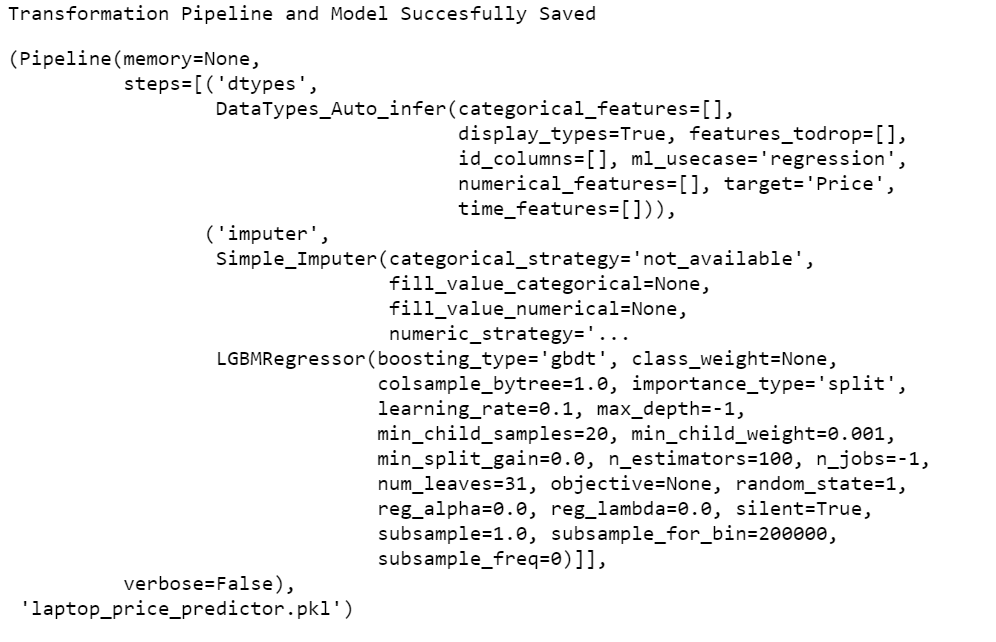 Transformation Pipeline and Model Succesfully Saved
(Pipeline(memory=None,
steps=[('dtypes',
DataTypes_Auto_infer(categorical_features=[],
display_types=True, features_todrop=[],
id_columns=[], ml_usecase='regression',
numerical_features=[], target='Price',
time_features=[])),
('imputer',
Simple_Imputer(categorical_strategy='not_available',
fill_value_categorical=None,
fill_value_numerical=None,
numeric_strategy='...
LGBMRegressor(boosting_type='gbdt', class_weight=None,
colsample_bytree=1.0, importance_type='split',
learning_rate=0.1, max_depth=-1,
min_child_samples=20, min_child_weight=0.001,
min_split_gain=0.0, n_estimators=100, n_jobs=-1,
num_leaves=31, objective=None, random_state=1,
reg_alpha=0.0, reg_lambda=0.0, silent=True,
subsample=1.0, subsample_for_bin=200000,
subsample_freq=0)]],
verbose=False),
'laptop_price_predictor.pkl')